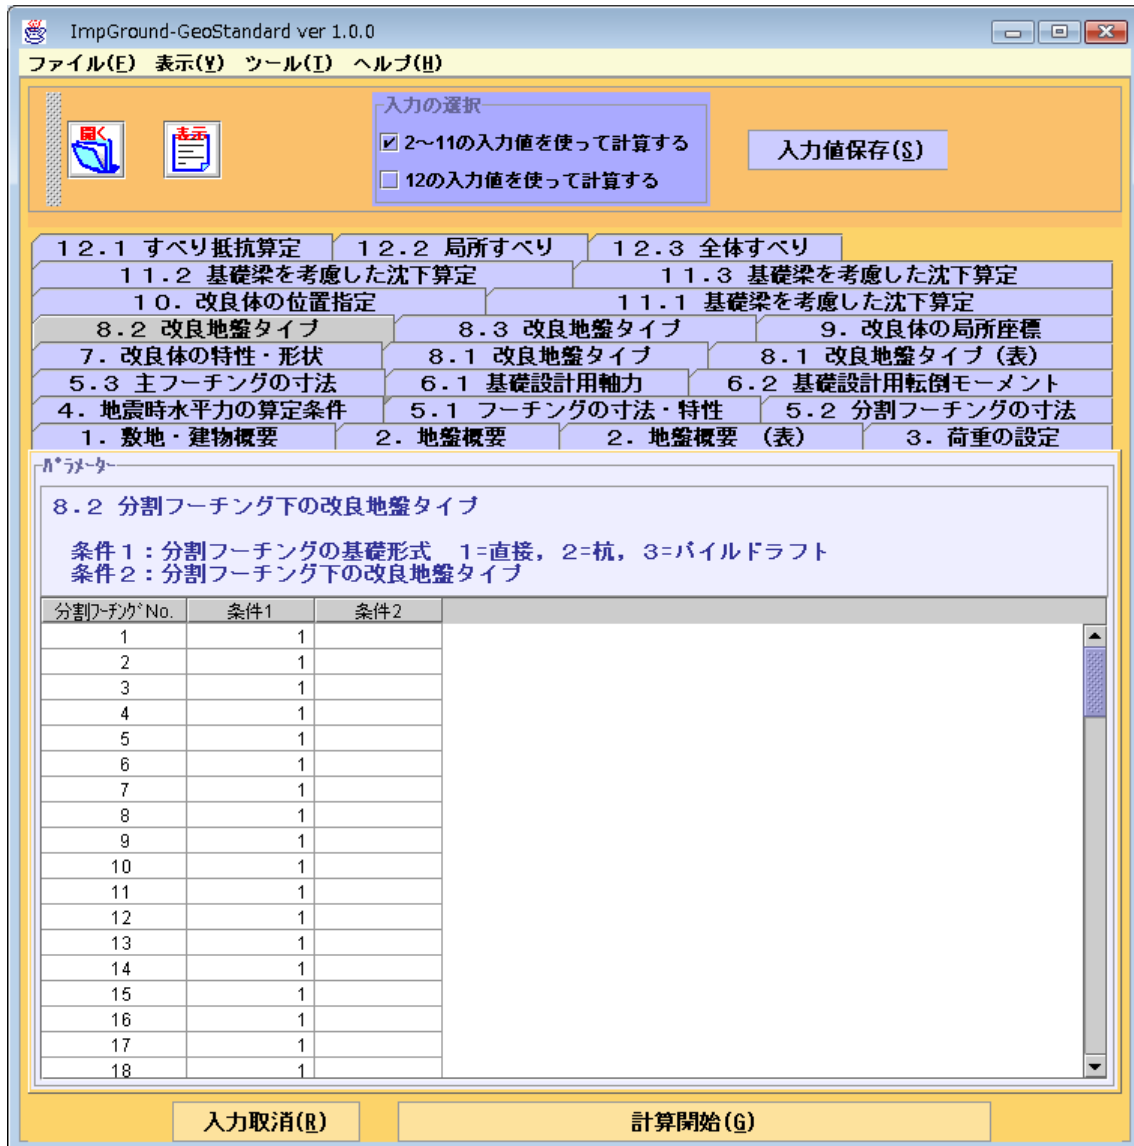 ImpGround-GeoStandard ver 1.0.0
ファイル(F) 表示(Y) ツール(T) ヘルプ(H)
開く
表示
入力の選択
2～11の入力値を使って計算する
12の入力値を使って計算する
入力値保存(S)
12.1 すべり抵抗算定 12.2 局所すべり 12.3 全体すべり
11.2 基礎梁を考慮した沈下算定 11.3 基礎梁を考慮した沈下算定
10. 改良体の位置指定 11.1 基礎梁を考慮した沈下算定
8.2 改良地盤タイプ 8.3 改良地盤タイプ 9. 改良体の局所座標
7. 改良体の特性・形状 8.1 改良地盤タイプ 8.1 改良地盤タイプ (表)
5.3 主フーチングの寸法 6.1 基礎設計用軸力 6.2 基礎設計用転倒モーメント
4. 地震時水平力の算定条件 5.1 フーチングの寸法・特性 5.2 分割フーチングの寸法
1. 敷地・建物概要 2. 地盤概要 2. 地盤概要 (表) 3. 荷重の設定
ﾊﾟﾗﾒｰﾀｰ
8.2 分割フーチング下の改良地盤タイプ
条件1：分割フーチングの基礎形式 1=直接, 2=杭, 3=パイルドラフト
条件2：分割フーチング下の改良地盤タイプ
分割ﾌｰﾁﾝｸﾞNo. 条件1 条件2
1 1
2 1
3 1
4 1
5 1
6 1
7 1
8 1
9 1
10 1
11 1
12 1
13 1
14 1
15 1
16 1
17 1
18 1
入力取消(R) 計算開始(G)